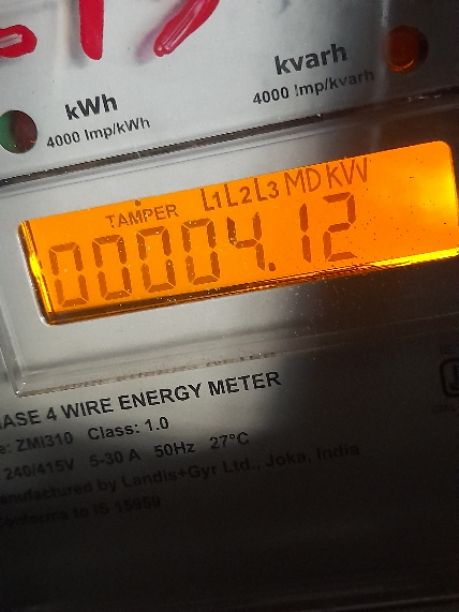 kWh
4000 Imp/kWh
kvarh
4000 Imp/kvarh
TAMPER L1 L2 L3 MD KW
00004.12
ASE 4 WIRE ENERGY METER
e: ZMI310 Class: 1.0
240/415V 5-30 A 50Hz 27°C
anufactured by Landis+Gyr Ltd., Joka, India
onforms to IS 15959